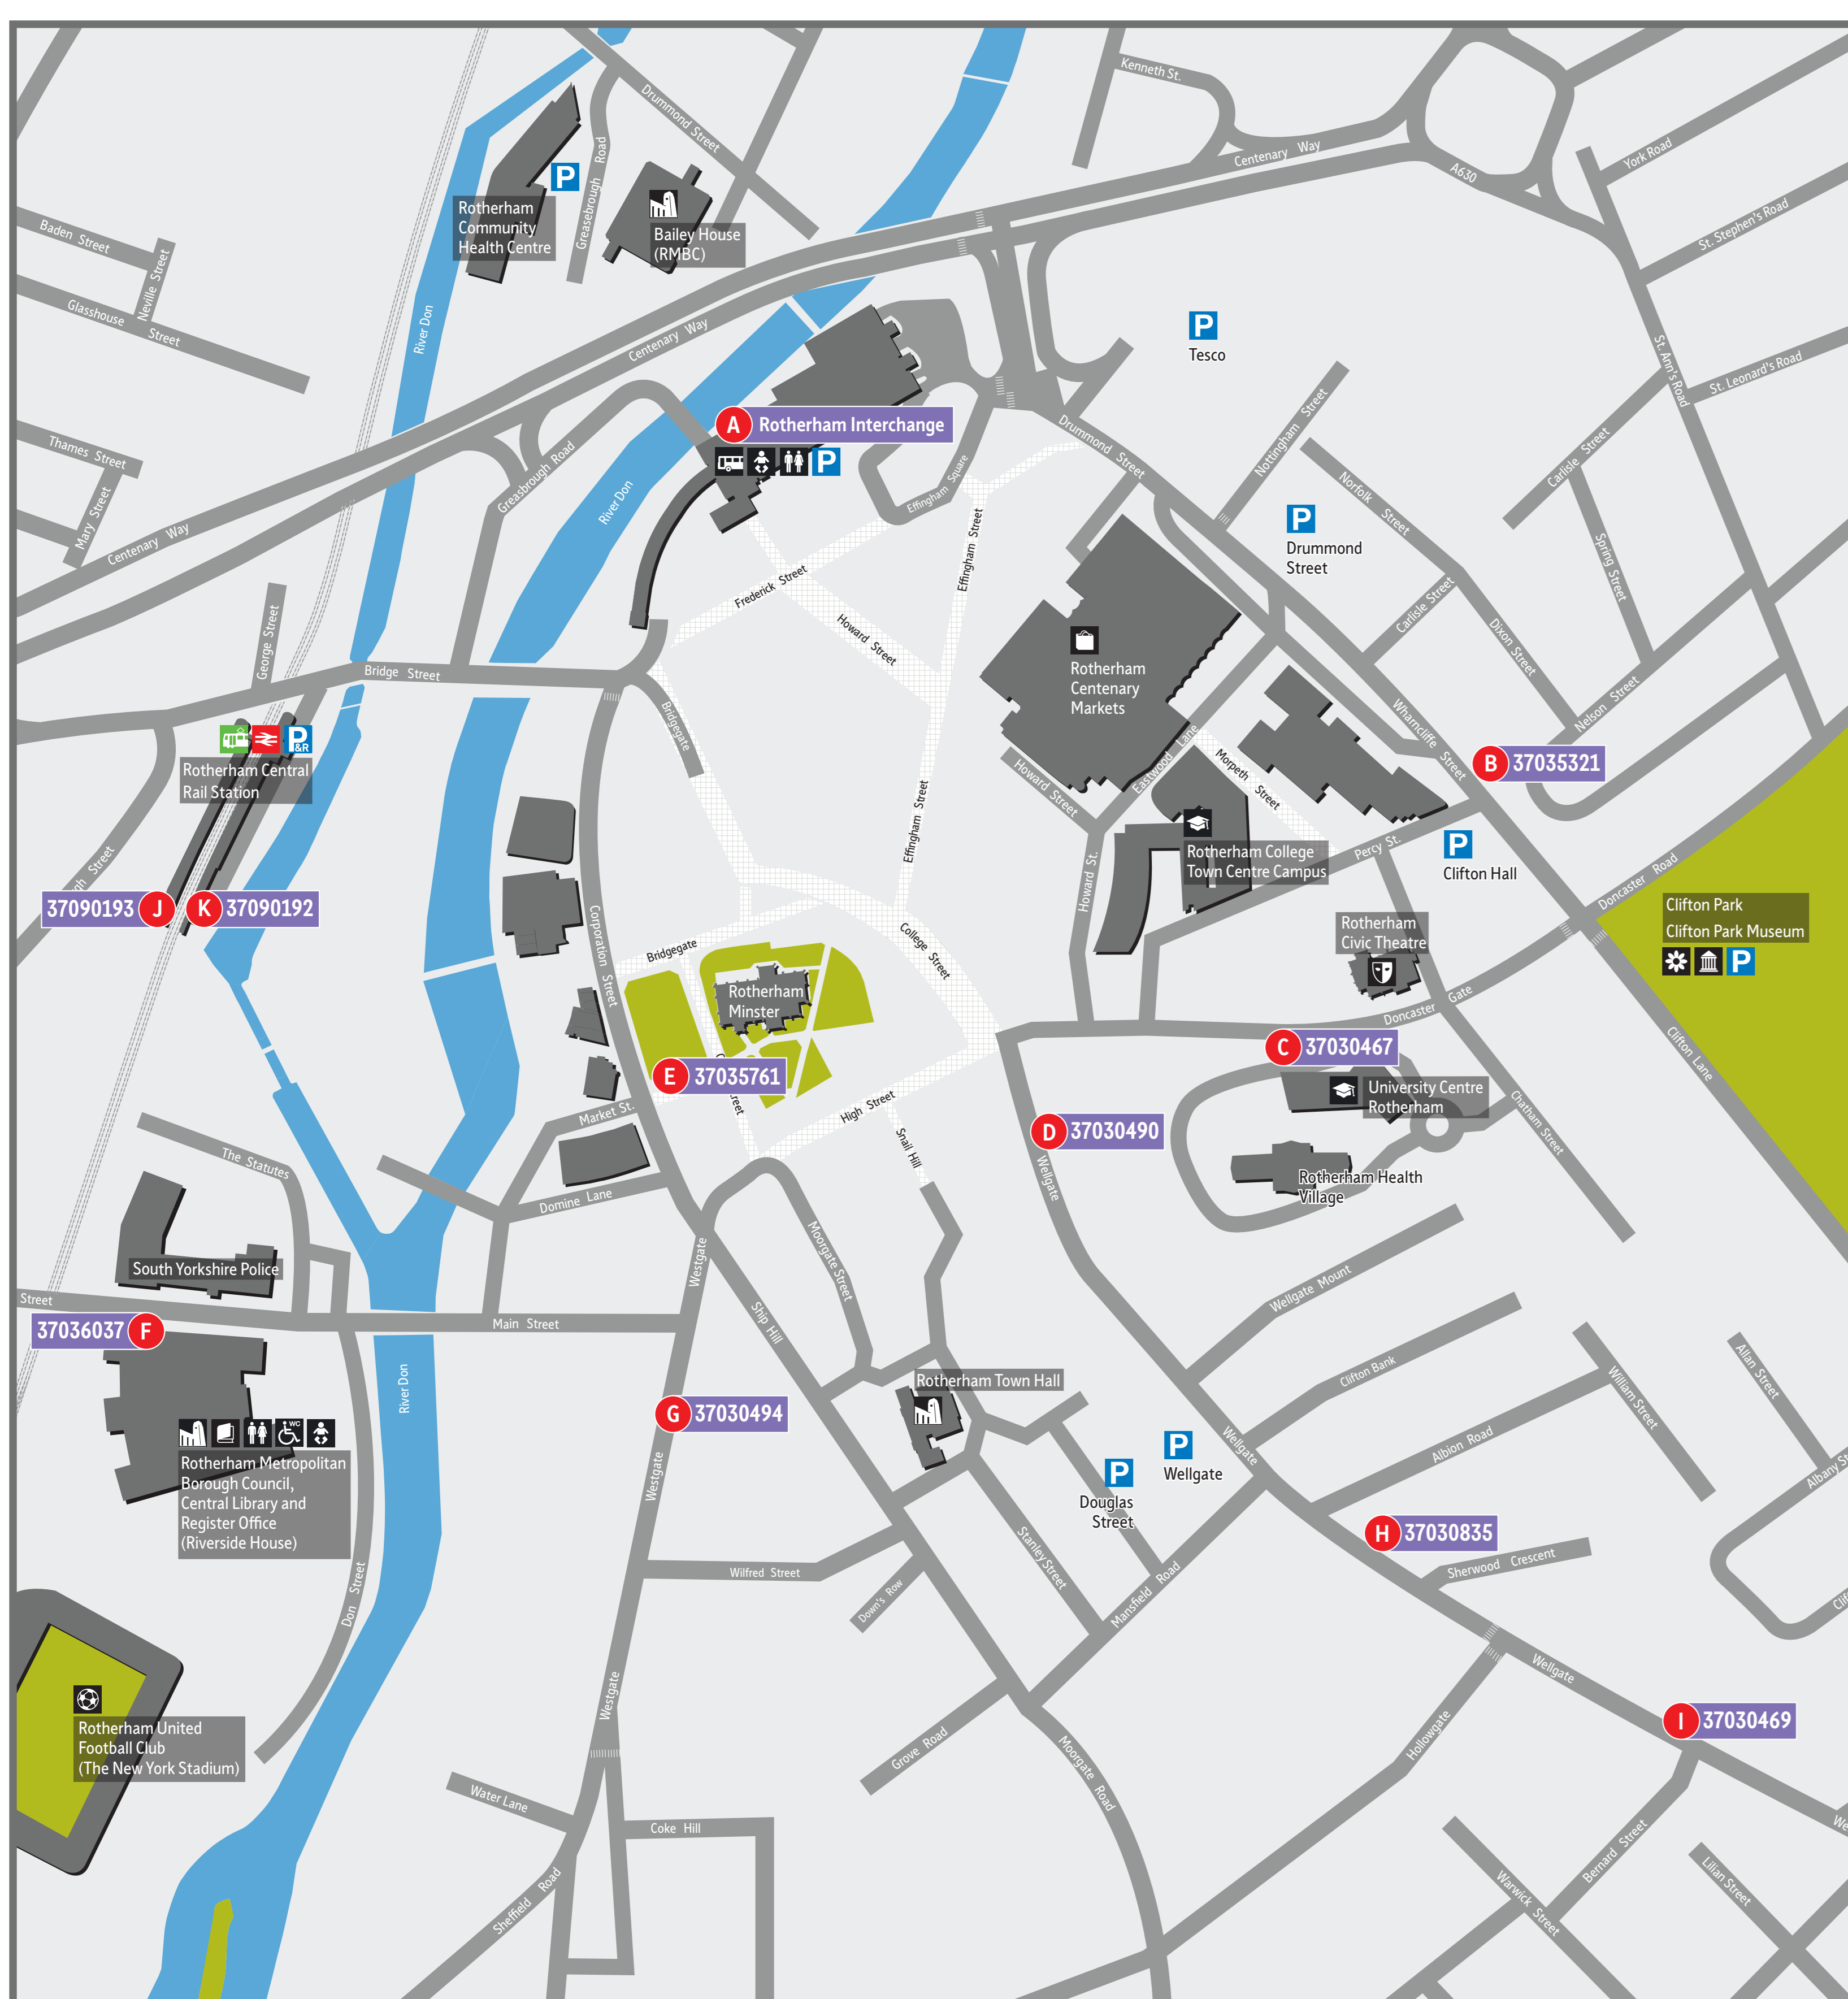 Kenneth St.
Drummond Street
Centenary Way
A630
York Road
St. Stephen's Road
Greasebrough Road
P
Rotherham
Community
Health Centre
Bailey House
(RMBC)
Baden Street
Neville Street
Glasshouse Street
River Don
Centenary Way
P
Tesco
St. Ann's Road
St. Leonard's Road
A Rotherham Interchange
P
Thames Street
Mary Street
Centenary Way
Greasbrough Road
River Don
Effingham Square
Drummond Street
Nottingham Street
Norfolk Street
Carlisle Street
P
Drummond
Street
Spring Street
Effingham Street
Frederick Street
Howard Street
Carlisle Street
Dixon Street
Nelson Street
George Street
Bridge Street
Bridgegate
Rotherham
Centenary
Markets
Wharncliffe Street
B 37035321
P&R
Rotherham Central
Rail Station
Howard Street
Eastwood Lane
Morpeth Street
Effingham Street
Percy St.
P
Clifton Hall
Rotherham College
Town Centre Campus
Howard St.
Doncaster Road
37090193 J
K 37090192
Corporation Street
Bridgegate
College Street
Rotherham
Civic Theatre
Clifton Park
Clifton Park Museum
P
Rotherham
Minster
Doncaster Gate
C 37030467
Clifton Lane
E 37035761
High Street
Market St.
Snail Hill
D 37030490
Wellgate
University Centre
Rotherham
Chatham Street
Rotherham Health
Village
The Statutes
Domine Lane
Westgate
Moorgate Street
South Yorkshire Police
Street
37036037 F
Main Street
Ship Hill
Wellgate Mount
Clifton Bank
River Don
Rotherham Town Hall
William Street
Allan Street
G 37030494
Westgate
P
Wellgate
P
Douglas
Street
Wellgate
Albion Road
Albany St
WC
Rotherham Metropolitan
Borough Council,
Central Library and
Register Office
(Riverside House)
H 37030835
Sherwood Crescent
Stanley Street
Mansfield Road
Wilfred Street
Down's Row
Don Street
Wellgate
Westgate
Rotherham United
Football Club
(The New York Stadium)
I 37030469
Hollowgate
Grove Road
Moorgate Road
Water Lane
Coke Hill
Sheffield Road
Bernard Street
Warwick Street
Lilian Street